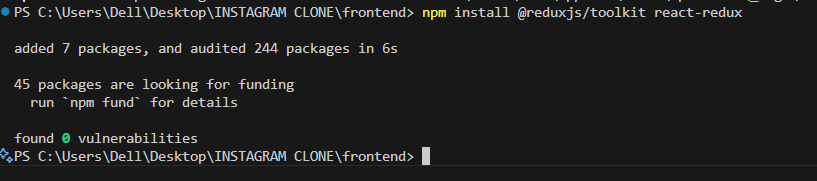 PS C:\Users\Dell\Desktop\INSTAGRAM CLONE\frontend> npm install @reduxjs/toolkit react-redux
added 7 packages, and audited 244 packages in 6s
45 packages are looking for funding
  run `npm fund` for details
found 0 vulnerabilities
PS C:\Users\Dell\Desktop\INSTAGRAM CLONE\frontend>